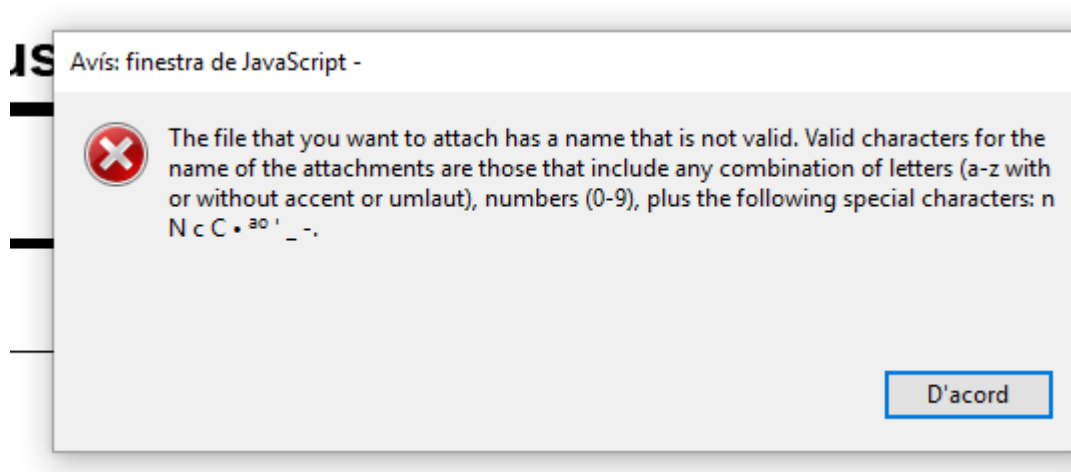 us
Avís: finestra de JavaScript -
The file that you want to attach has a name that is not valid. Valid characters for the
name of the attachments are those that include any combination of letters (a-z with
or without accent or umlaut), numbers (0-9), plus the following special characters: n
N c C • ªº ' _ -.
D'acord